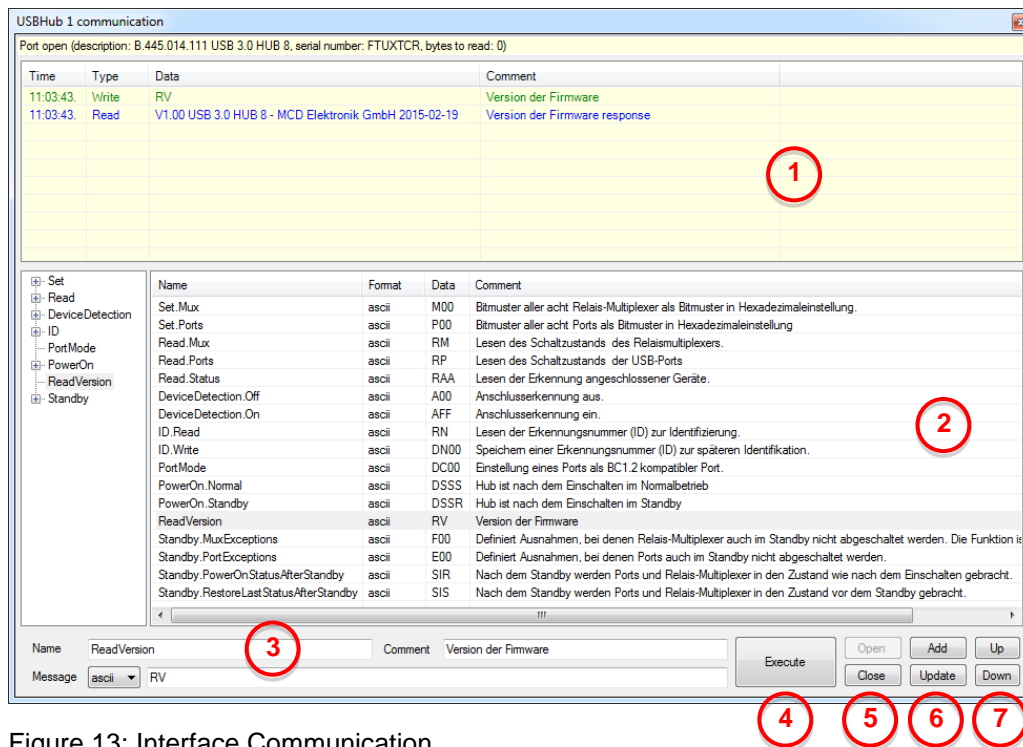 USBHub 1 communication
Port open (description: B.445.014.111 USB 3.0 HUB 8, serial number: FTUXTCR, bytes to read: 0)
Time Type Data Comment
11:03:43. Write RV Version der Firmware
11:03:43. Read V1.00 USB 3.0 HUB 8 - MCD Elektronik GmbH 2015-02-19 Version der Firmware response
1
Set
Read
DeviceDetection
ID
PortMode
PowerOn
ReadVersion
Standby
Name Format Data Comment
Set.Mux ascii M00 Bitmuster aller acht Relais-Multiplexer als Bitmuster in Hexadezimaleinstellung.
Set.Ports ascii P00 Bitmuster aller acht Ports als Bitmuster in Hexadezimaleinstellung
Read.Mux ascii RM Lesen des Schaltzustands des Relaismultiplexers.
Read.Ports ascii RP Lesen des Schaltzustands der USB-Ports
Read.Status ascii RAA Lesen der Erkennung angeschlossener Geräte.
DeviceDetection.Off ascii A00 Anschlusserkennung aus.
DeviceDetection.On ascii AFF Anschlusserkennung ein.
ID.Read ascii RN Lesen der Erkennungsnummer (ID) zur Identifizierung.
ID.Write ascii DN00 Speichern einer Erkennungsnummer (ID) zur späteren Identifikation.
PortMode ascii DC00 Einstellung eines Ports als BC1.2 kompatibler Port.
PowerOn.Normal ascii DSSS Hub ist nach dem Einschalten im Normalbetrieb
PowerOn.Standby ascii DSSR Hub ist nach dem Einschalten im Standby
ReadVersion ascii RV Version der Firmware
Standby.MuxExceptions ascii F00 Definiert Ausnahmen, bei denen Relais-Multiplexer auch im Standby nicht abgeschaltet werden. Die Funktion is
Standby.PortExceptions ascii E00 Definiert Ausnahmen, bei denen Ports auch im Standby nicht abgeschaltet werden.
Standby.PowerOnStatusAfterStandby ascii SIR Nach dem Standby werden Ports und Relais-Multiplexer in den Zustand wie nach dem Einschalten gebracht.
Standby.RestoreLastStatusAfterStandby ascii SIS Nach dem Standby werden Ports und Relais-Multiplexer in den Zustand vor dem Standby gebracht.
2
Name ReadVersion 3 Comment Version der Firmware
Message ascii RV
Execute
Open Add Up
Close Update Down
4 5 6 7
Figure 13: Interface Communication